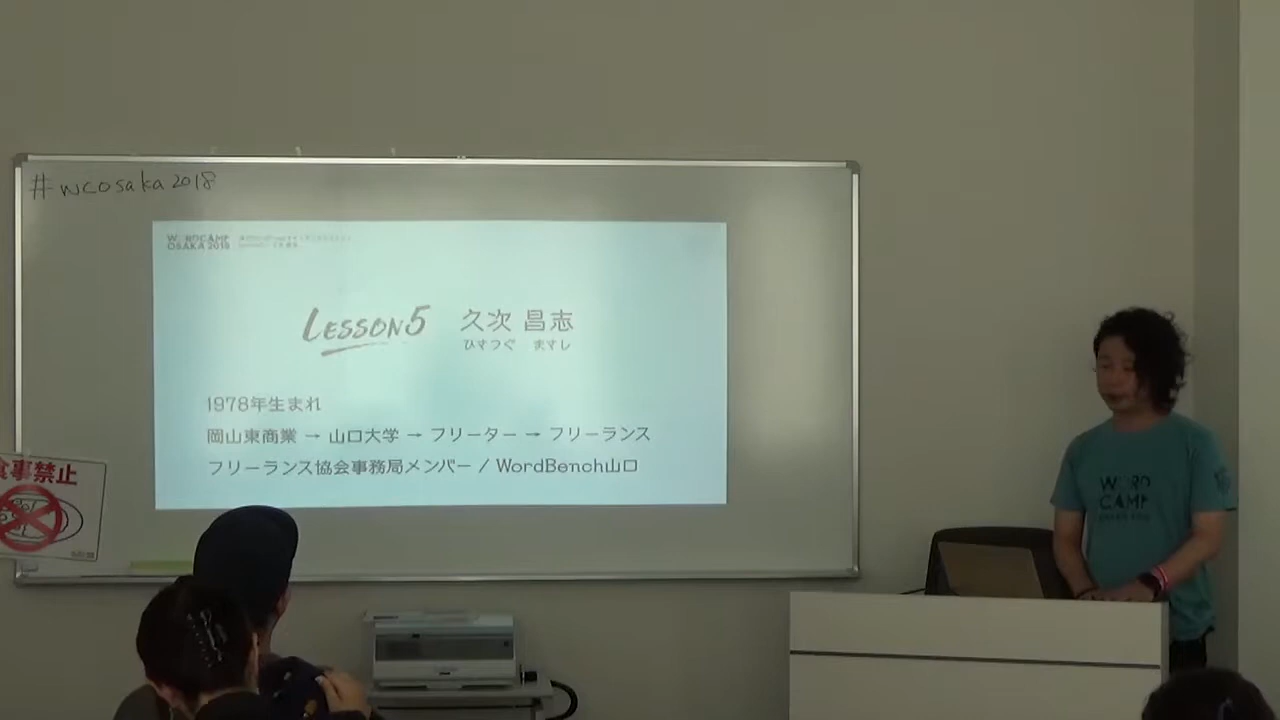 #wcosaka2018
WORDCAMP
OSAKA 2018
LESSON5 久次 昌志
ひさつぐ まさし
1978年生まれ
岡山東商業 → 山口大学 → フリーター → フリーランス
フリーランス協会事務局メンバー / WordBench山口
食事禁止
WORD
CAMP